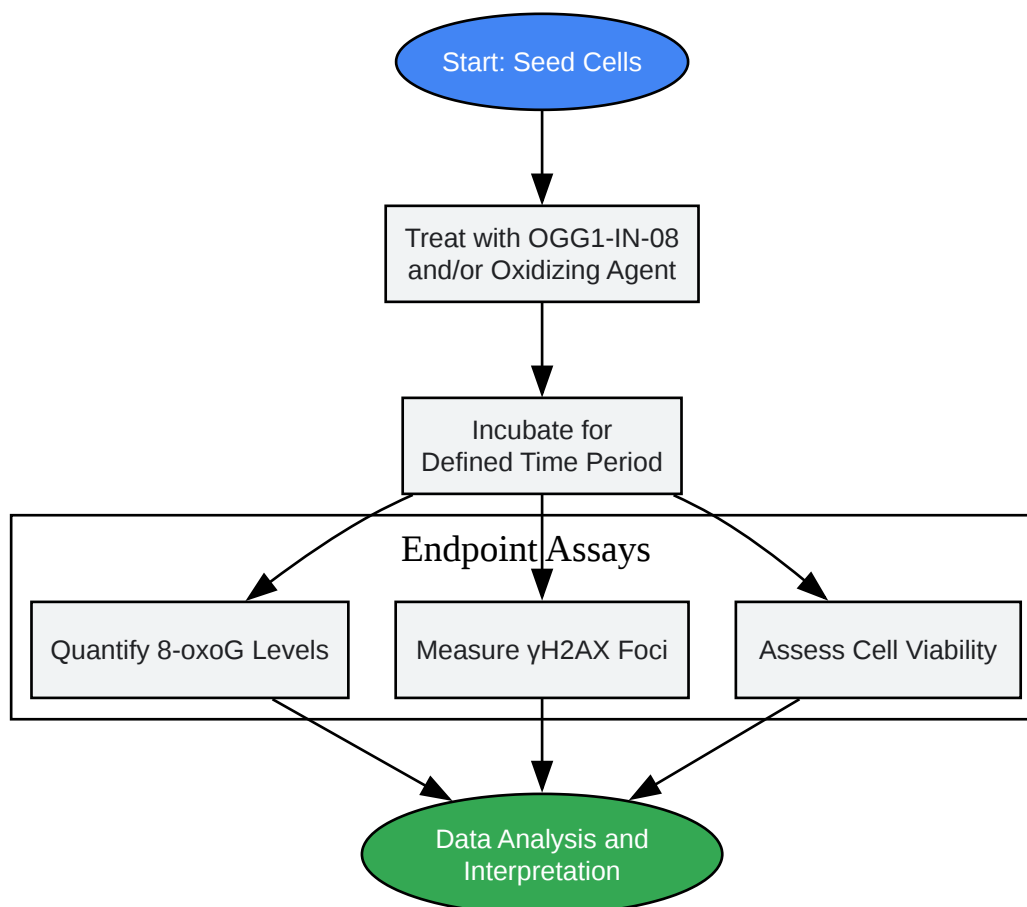 Start: Seed Cells
Treat with OGG1-IN-08
and/or Oxidizing Agent
Incubate for
Defined Time Period
Endpoint Assays
Quantify 8-oxoG Levels
Measure γH2AX Foci
Assess Cell Viability
Data Analysis and
Interpretation